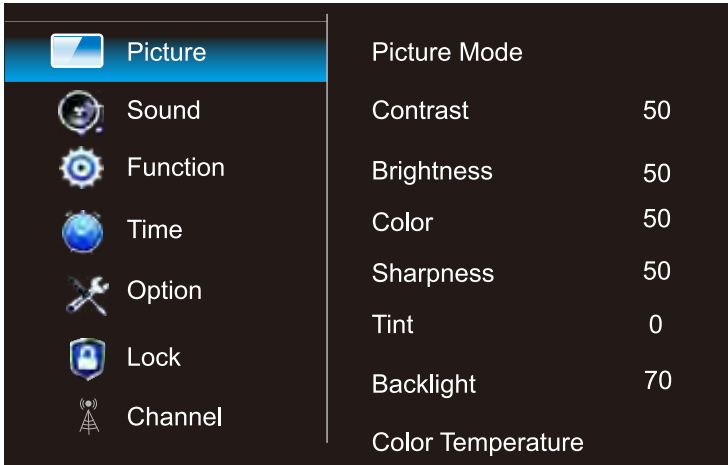 Picture
Sound
Function
Time
Option
Lock
Channel
Picture Mode
Contrast 50
Brightness 50
Color 50
Sharpness 50
Tint 0
Backlight 70
Color Temperature